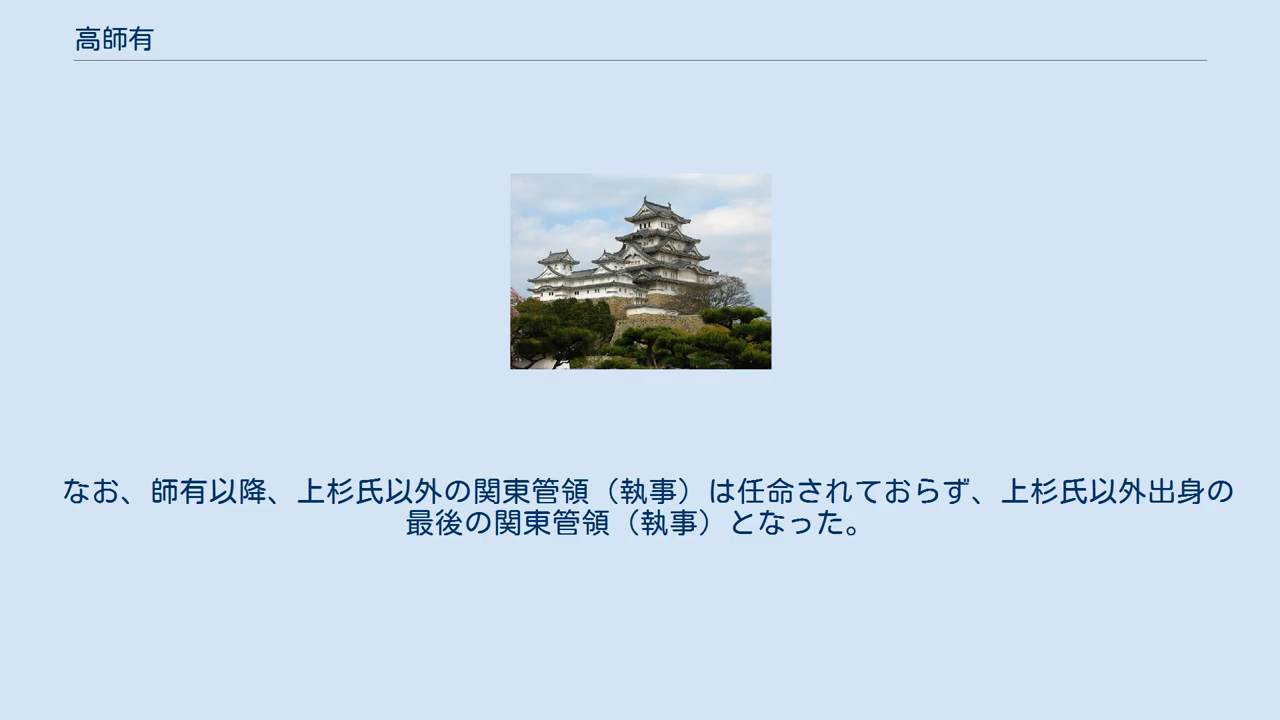 高師有
なお、師有以降、上杉氏以外の関東管領（執事）は任命されておらず、上杉氏以外出身の
最後の関東管領（執事）となった。